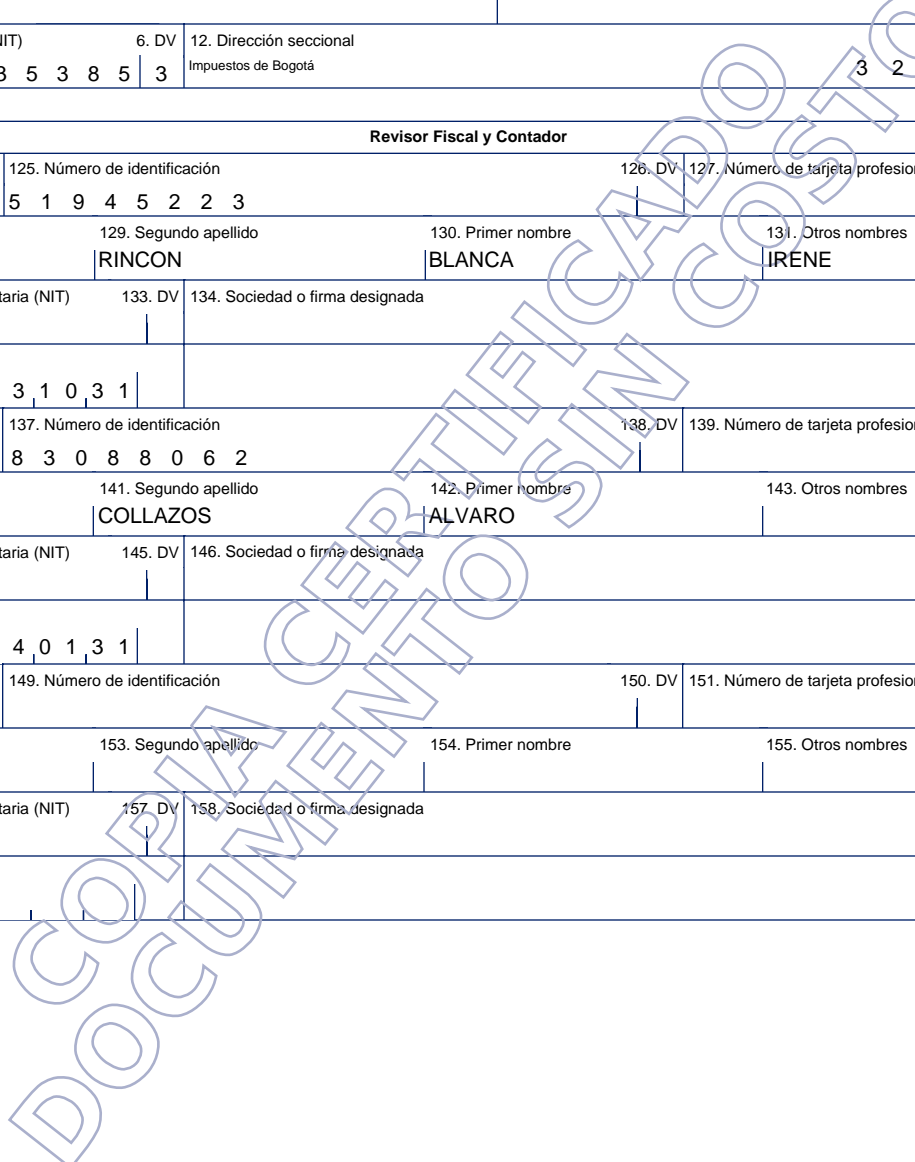 IIT) 6. DV 12. Dirección seccional
3 5 3 8 5 3 Impuestos de Bogotá 3 2
Revisor Fiscal y Contador
125. Número de identificación 126. DV 127. Número de tarjeta profesion
5 1 9 4 5 2 2 3
129. Segundo apellido 130. Primer nombre 131. Otros nombres
RINCON BLANCA IRENE
taria (NIT) 133. DV 134. Sociedad o firma designada
3 1 0 3 1
137. Número de identificación 138. DV 139. Número de tarjeta profesion
8 3 0 8 8 0 6 2
141. Segundo apellido 142. Primer nombre 143. Otros nombres
COLLAZOS ALVARO
taria (NIT) 145. DV 146. Sociedad o firma designada
4 0 1 3 1
149. Número de identificación 150. DV 151. Número de tarjeta profesion
153. Segundo apellido 154. Primer nombre 155. Otros nombres
taria (NIT) 157. DV 158. Sociedad o firma designada
COPIA CERTIFICADO
DOCUMENTO SIN COSTO